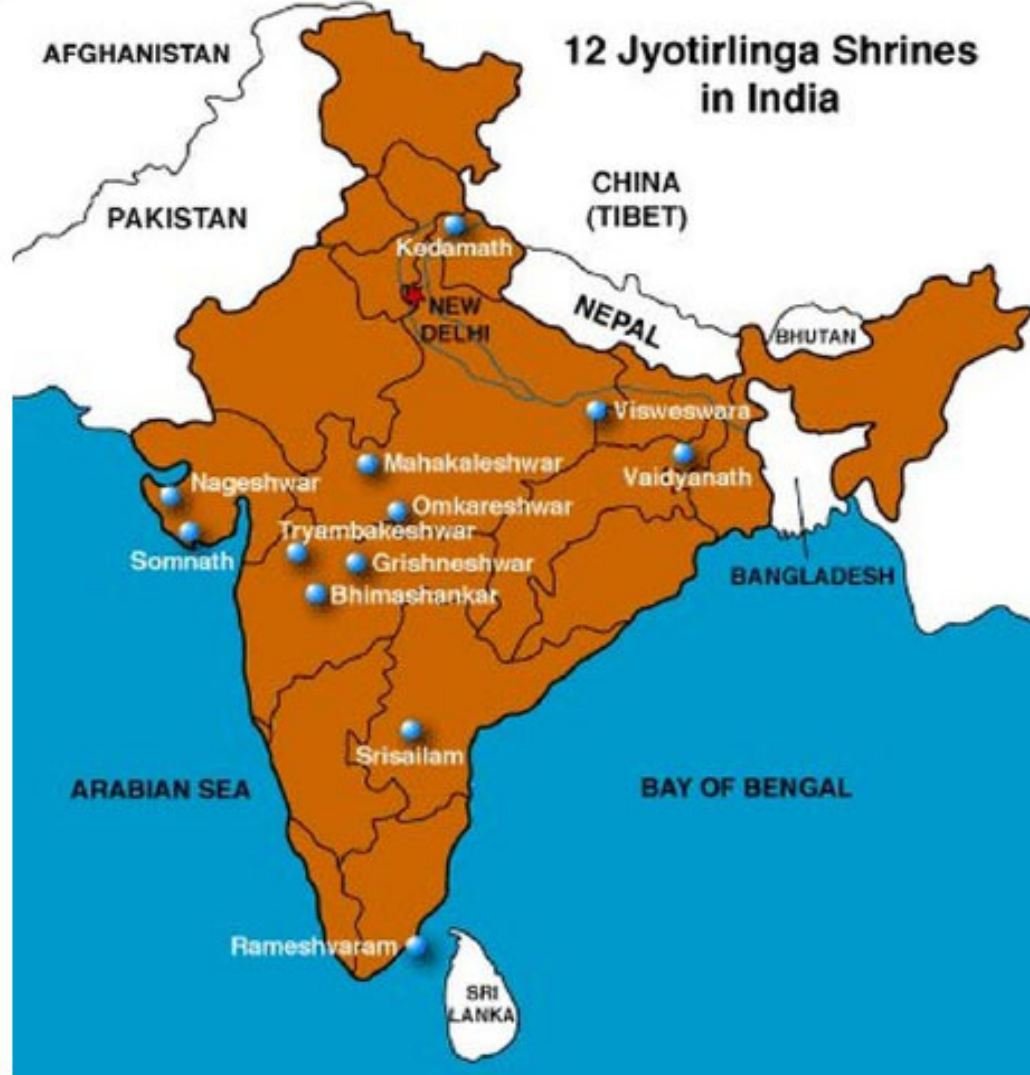 12 Jyotirlinga Shrines
in India
AFGHANISTAN
PAKISTAN
CHINA
(TIBET)
Kedarnath
NEW
DELHI
NEPAL
BHUTAN
Visweswara
Mahakaleshwar
Vaidyanath
Nageshwar
Omkareshwar
Tryambakeshwar
Somnath
Grishneshwar
BANGLADESH
Bhimashankar
Srisailam
ARABIAN SEA
BAY OF BENGAL
Rameshvaram
SRI
LANKA